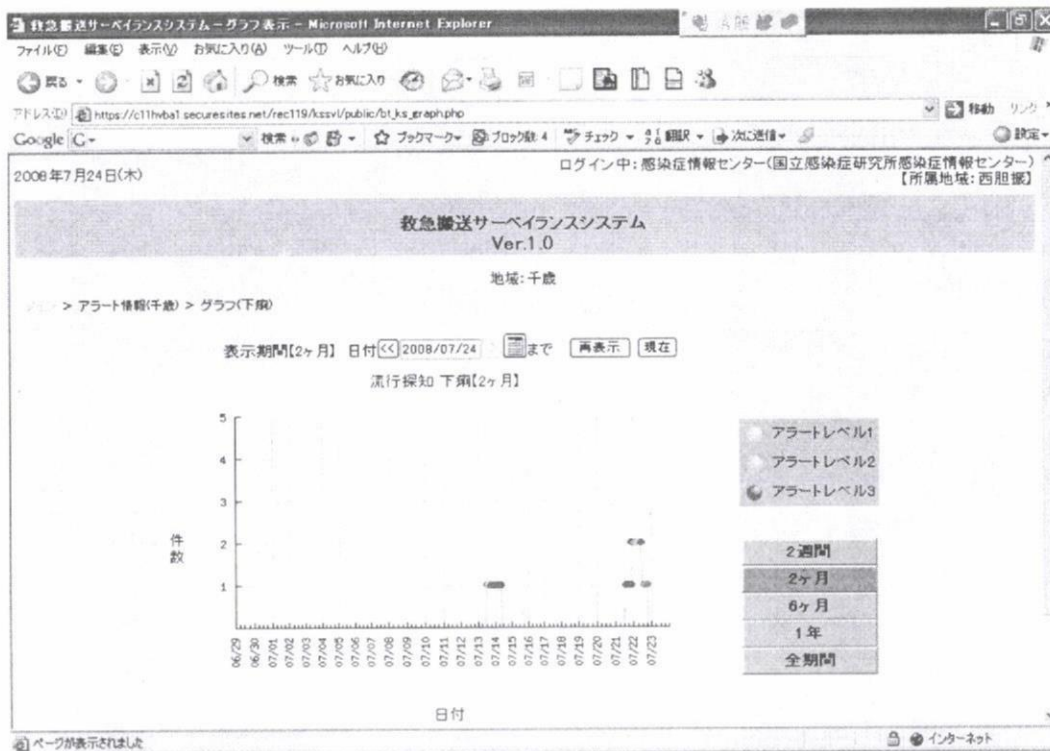 救急搬送サーベイランスシステム－グラフ表示 - Microsoft Internet Explorer
ファイル(F) 編集(E) 表示(V) お気に入り(A) ツール(T) ヘルプ(H)
戻る 検索 お気に入り
アドレス(D) https://c11hvba1.securesites.net/rec119/kssvl/public/bt_ks_graph.php 移動 リンク »
Google G 検索 ブックマーク ブロック数: 4 チェック 翻訳 次に送信 設定
2008年7月24日(木)
ログイン中: 感染症情報センター(国立感染症研究所感染症情報センター)
【所属地域: 西胆振】
救急搬送サーベイランスシステム
Ver.1.0
地域: 千歳
> アラート情報(千歳) > グラフ(下痢)
表示期間【2ヶ月】 日付 << 2008/07/24 まで 再表示 現在
流行探知 下痢【2ヶ月】
5
4
3
2
1
件数
06/29 06/30 07/01 07/02 07/03 07/04 07/05 07/06 07/07 07/08 07/09 07/10 07/11 07/12 07/13 07/14 07/15 07/16 07/17 07/18 07/19 07/20 07/21 07/22 07/23
日付
アラートレベル1
アラートレベル2
アラートレベル3
2週間
2ヶ月
6ヶ月
1年
全期間
ページが表示されました
インターネット